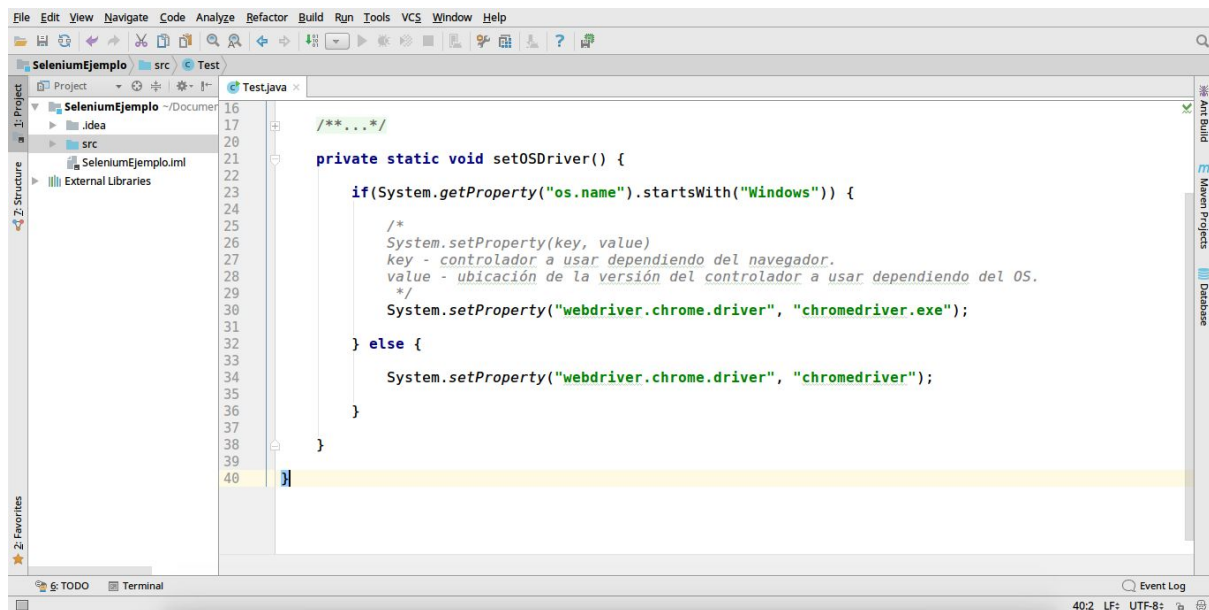 File Edit View Navigate Code Analyze Refactor Build Run Tools VCS Window Help
SeleniumEjemplo src Test
Project
Test.java
1: Project
SeleniumEjemplo ~/Documen
.idea
src
SeleniumEjemplo.iml
External Libraries
7: Structure
2: Favorites
16
17 /**...*/
20
21 private static void setOSDriver() {
22
23 if(System.getProperty("os.name").startsWith("Windows")) {
24
25 /*
26 System.setProperty(key, value)
27 key - controlador a usar dependiendo del navegador.
28 value - ubicación de la versión del controlador a usar dependiendo del OS.
29 */
30 System.setProperty("webdriver.chrome.driver", "chromedriver.exe");
31
32 } else {
33
34 System.setProperty("webdriver.chrome.driver", "chromedriver");
35
36 }
37
38 }
39
40 }
Ant Build
Maven Projects
Database
6: TODO Terminal Event Log
40:2 LF÷ UTF-8÷